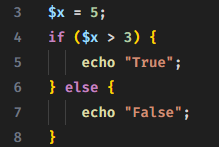 3 $x = 5;
4 if ($x > 3) {
5     echo "True";
6 } else {
7     echo "False";
8 }